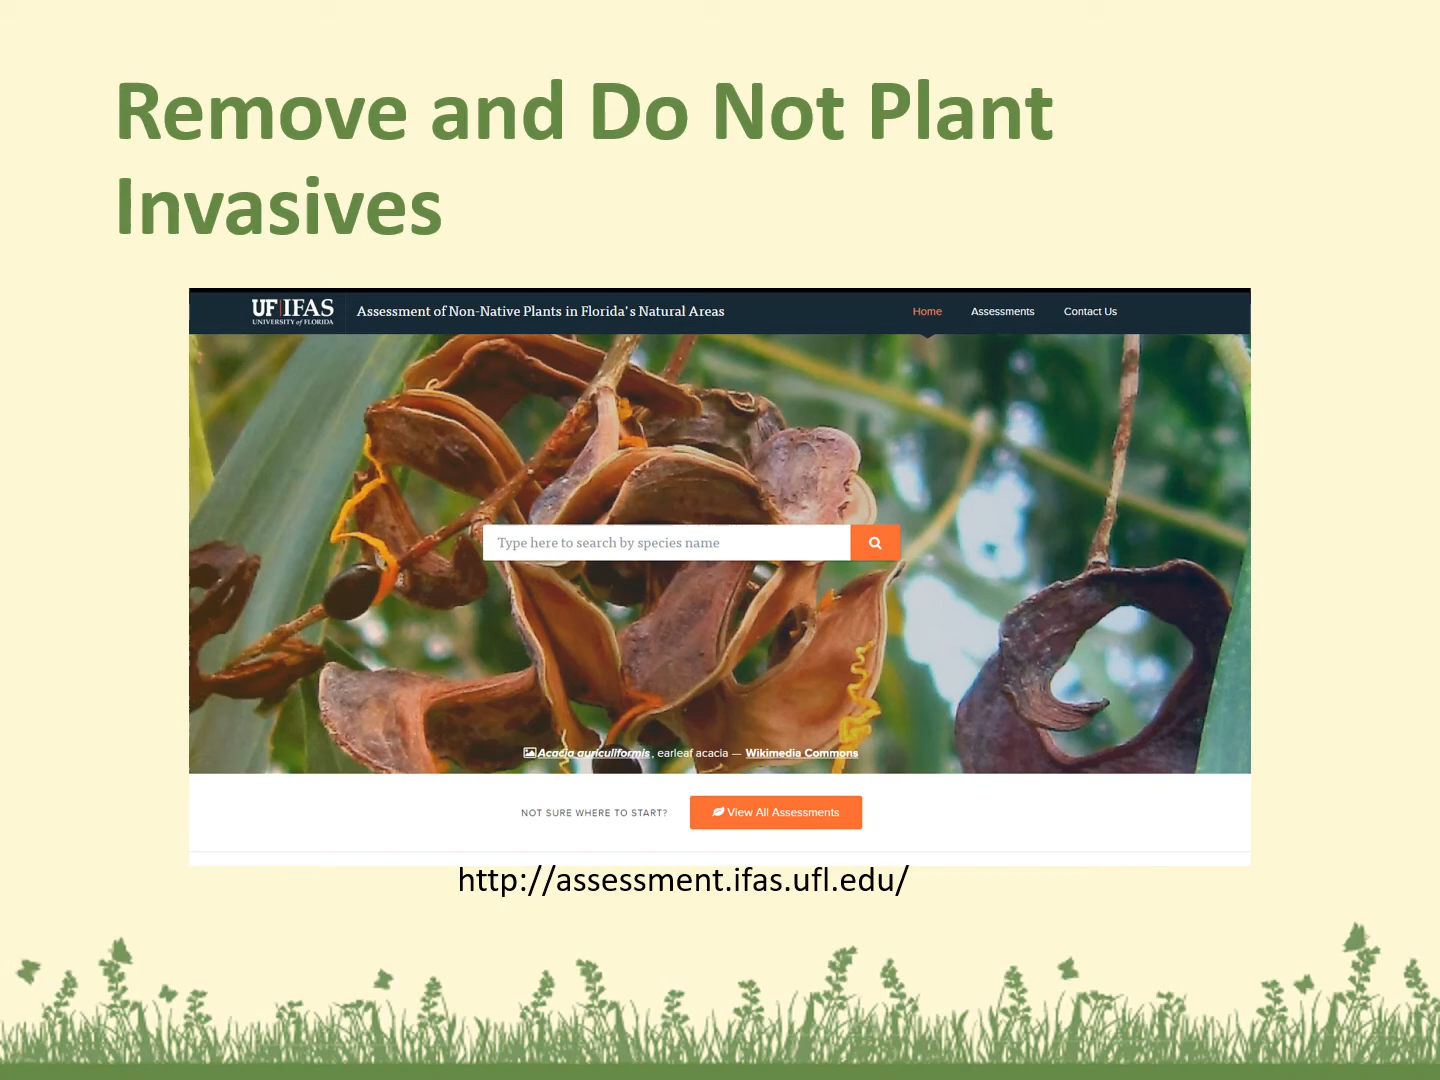 Remove and Do Not Plant
Invasives
UF|IFAS
UNIVERSITY of FLORIDA
Assessment of Non-Native Plants in Florida's Natural Areas
Home
Assessments
Contact Us
Type here to search by species name
Acacia auriculiformis, earleaf acacia — Wikimedia Commons
NOT SURE WHERE TO START?
View All Assessments
http://assessment.ifas.ufl.edu/